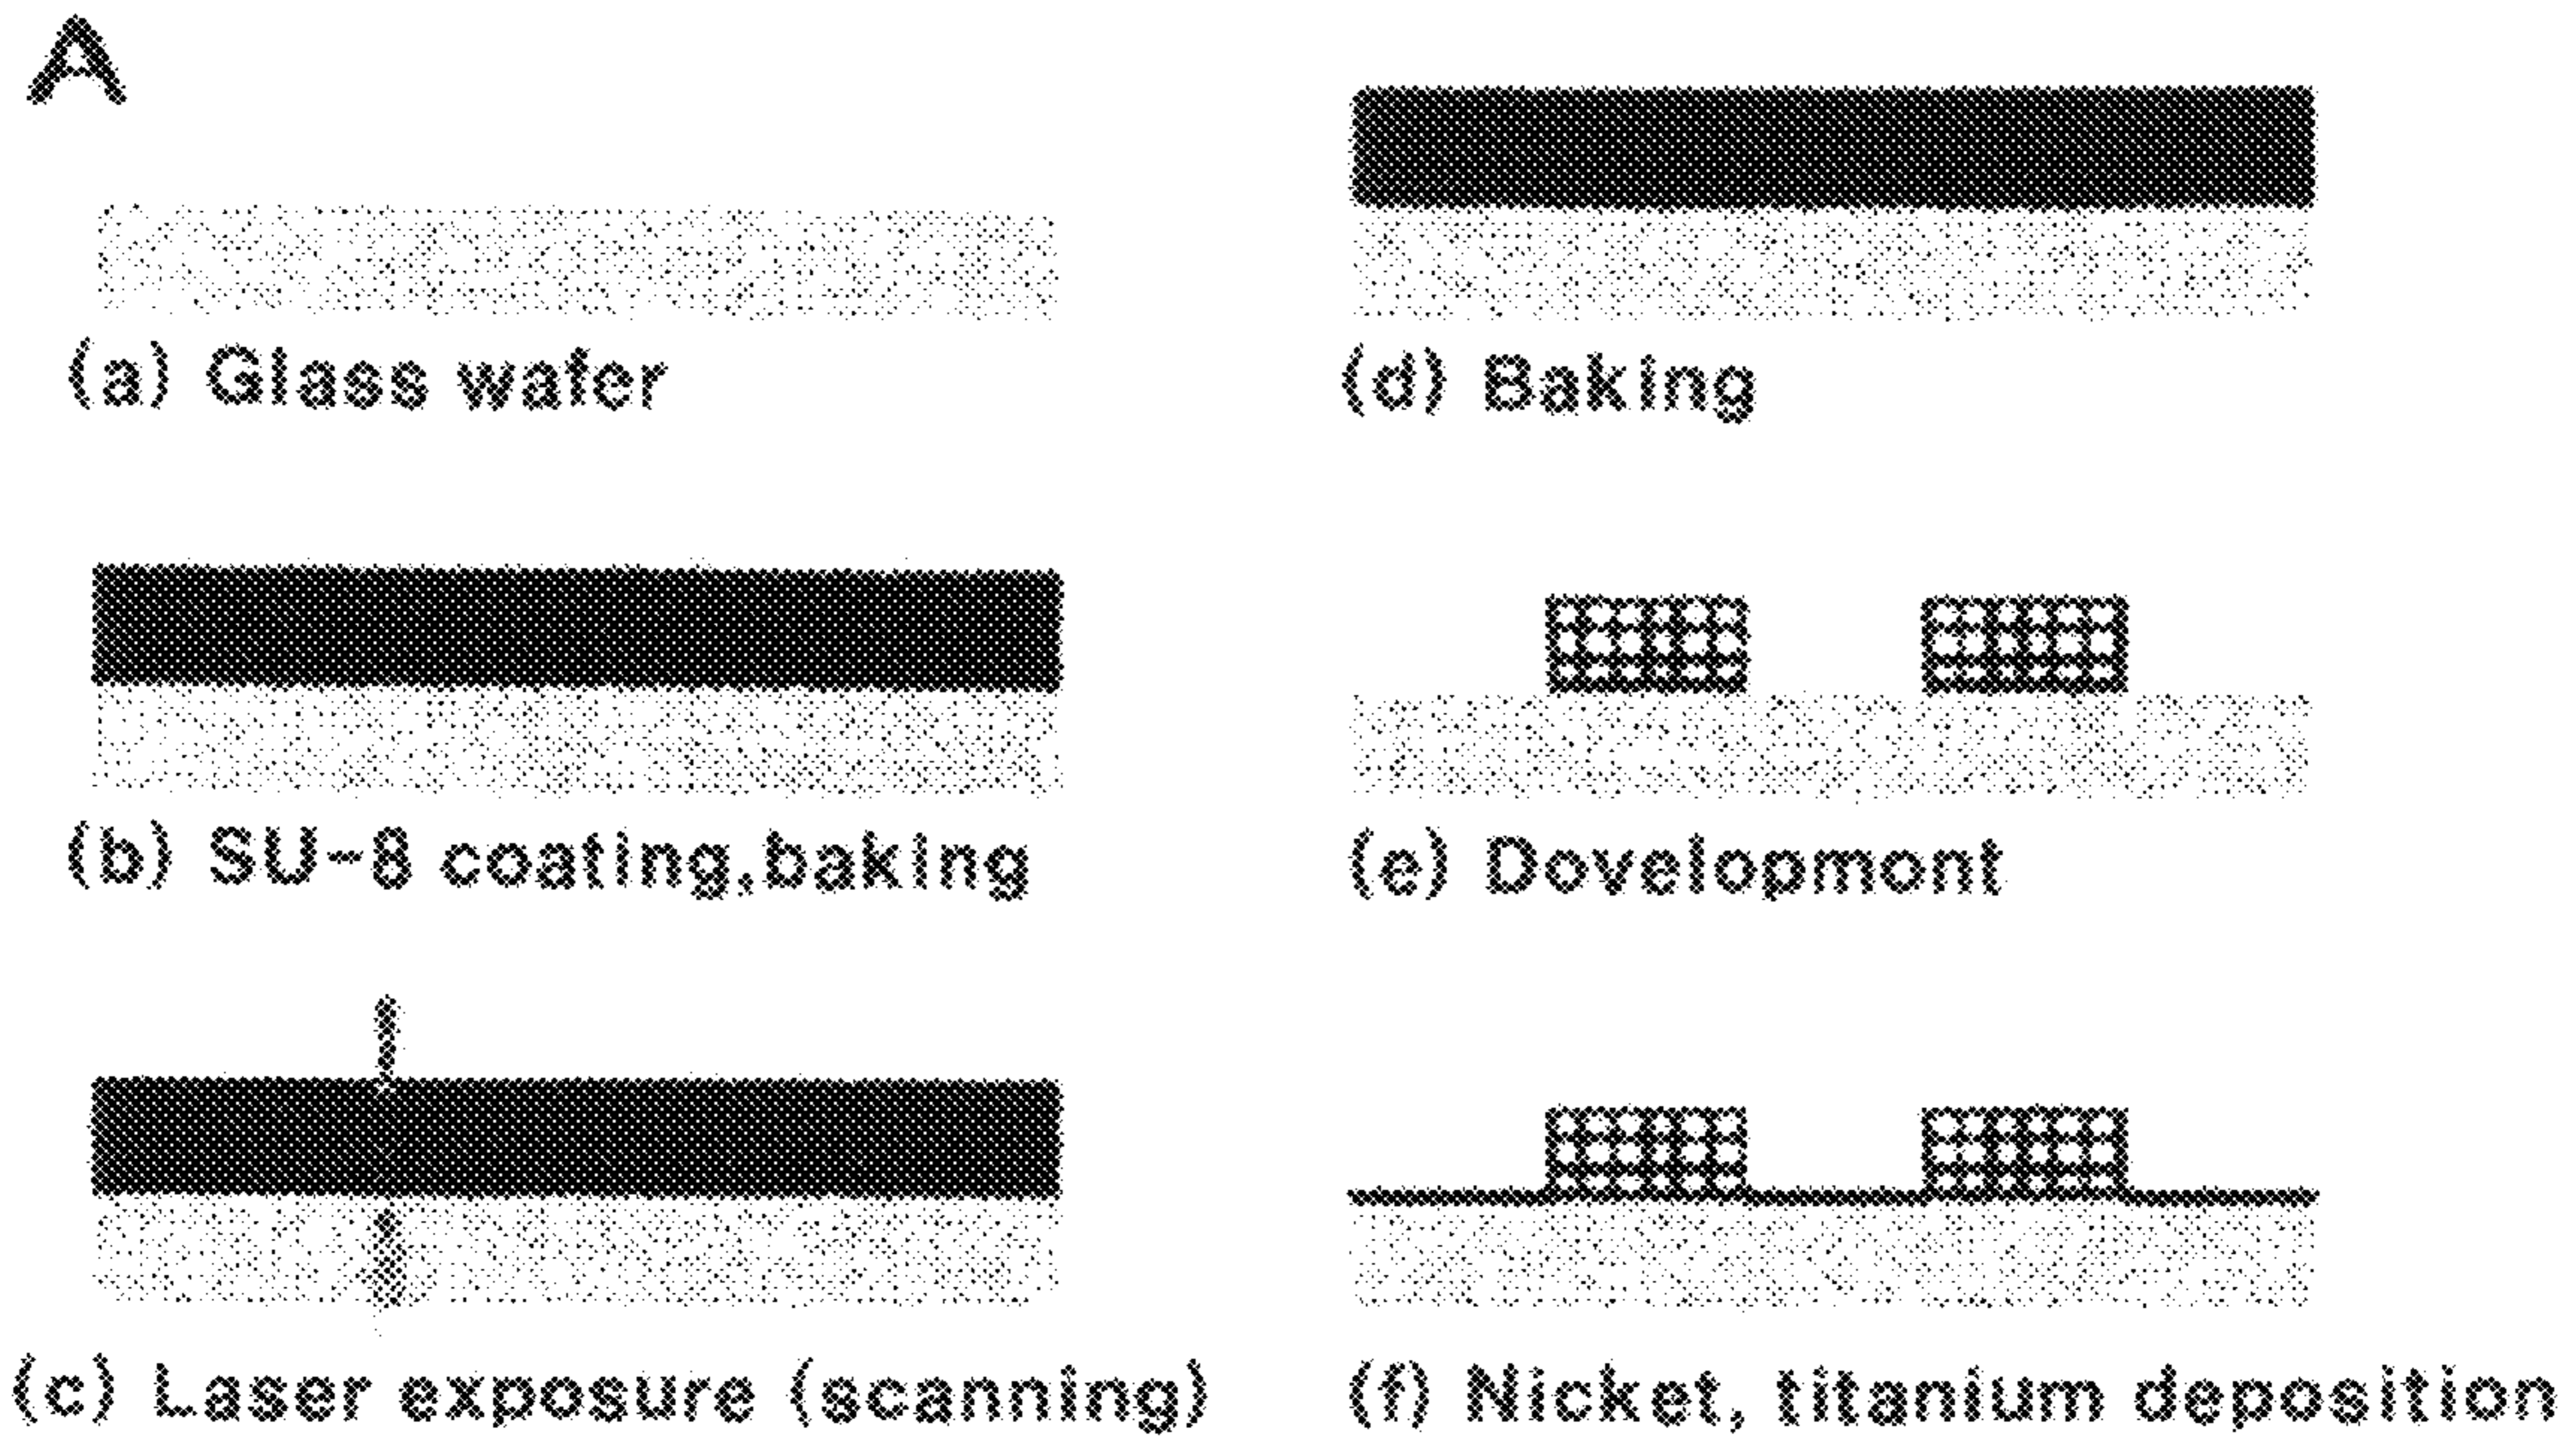 A
(a) Glass wafer
(b) SU-8 coating,baking
(c) Laser exposure (scanning)
(d) Baking
(e) Dovelopmont
(f) Nicket, titanium deposition